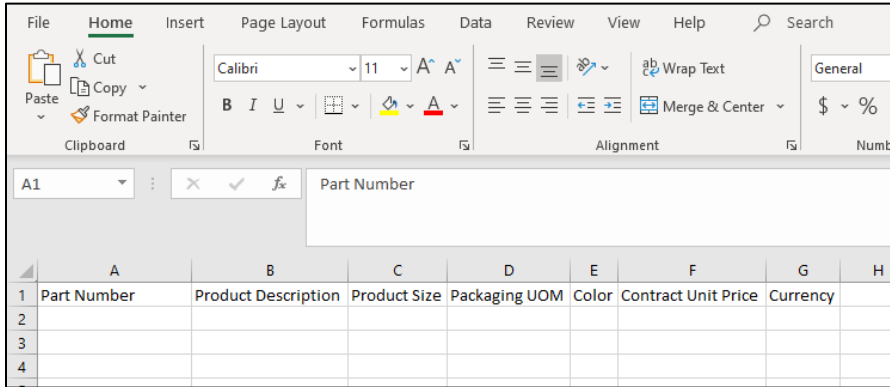 File Home Insert Page Layout Formulas Data Review View Help Search
Cut
Calibri 11 A A ab Wrap Text General
Copy
Paste
B I U A Merge & Center $ %
Format Painter
Clipboard Font Alignment Numb
A1 fx Part Number
A B C D E F G H
1 Part Number Product Description Product Size Packaging UOM Color Contract Unit Price Currency
2
3
4